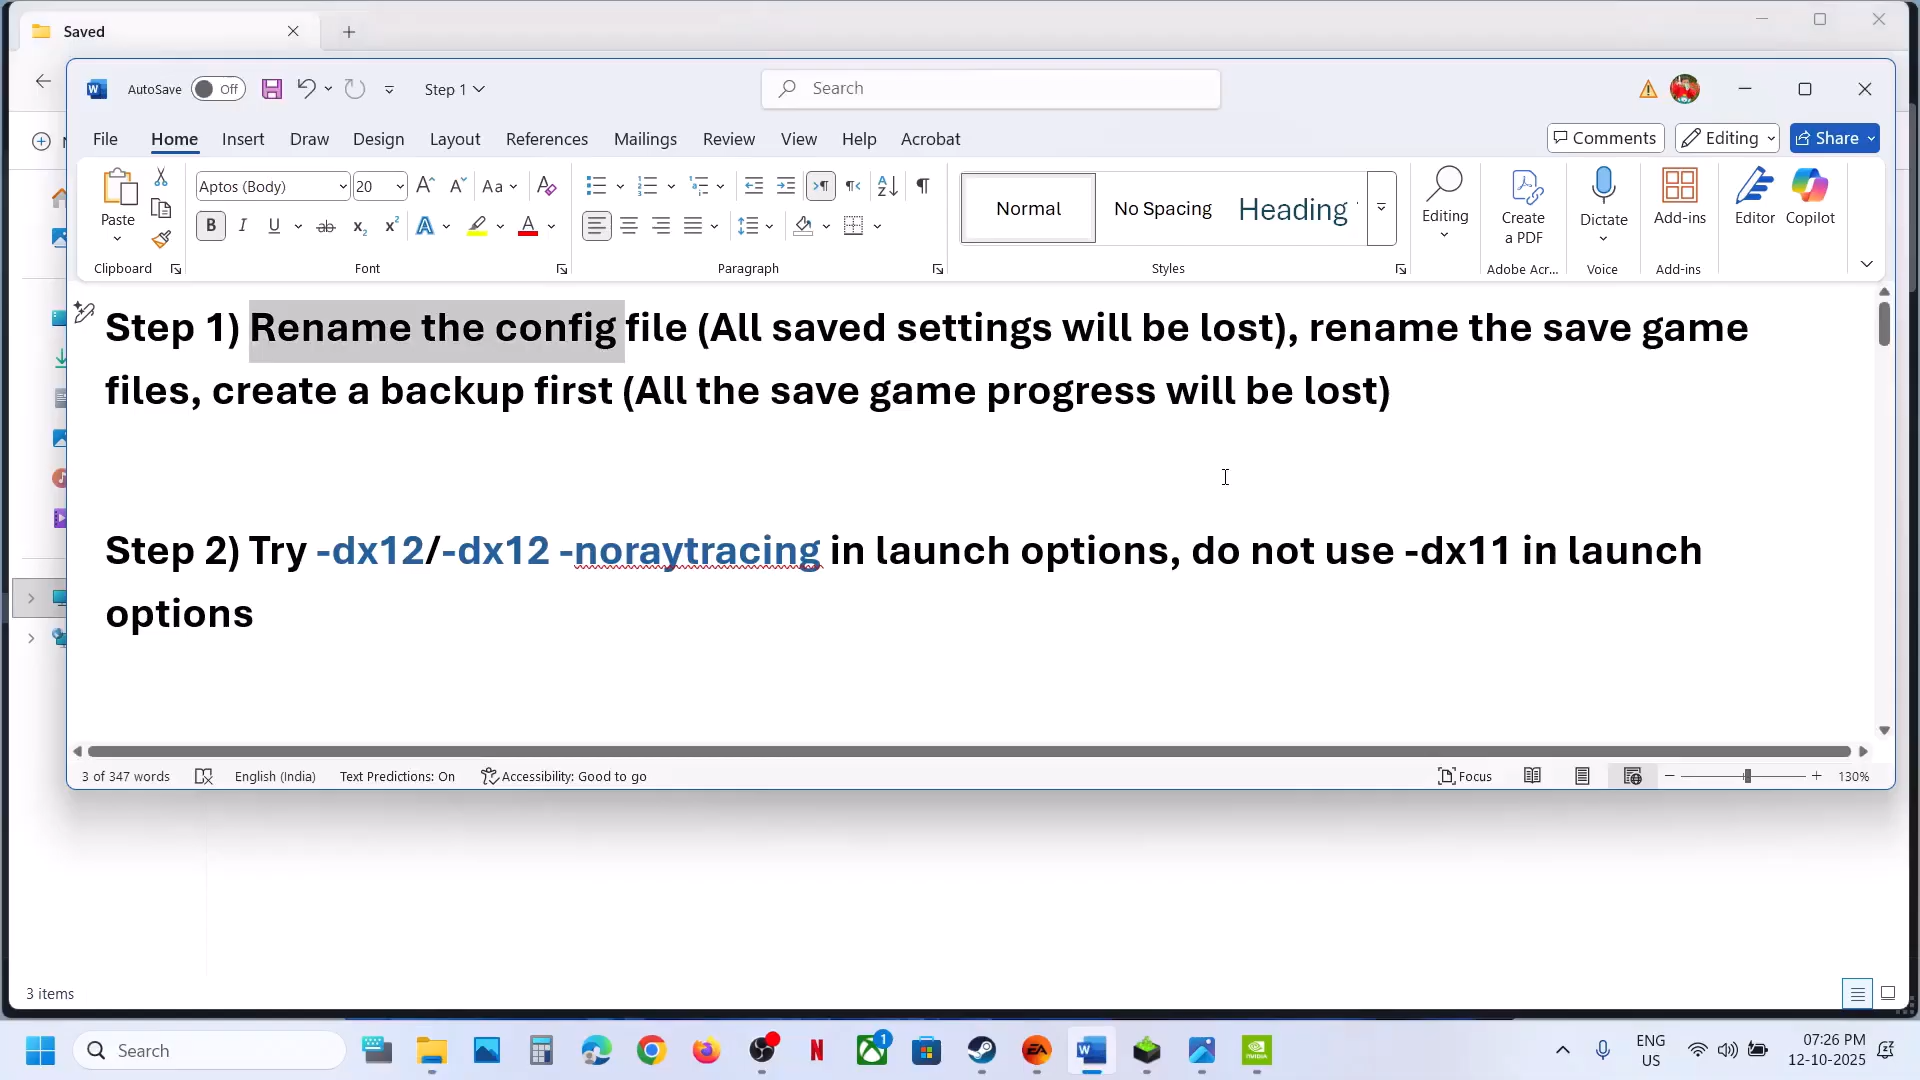 Saved
AutoSave Off Step 1 Search
File Home Insert Draw Design Layout References Mailings Review View Help Acrobat Comments Editing Share
Aptos (Body) 20
Paste
Normal No Spacing Heading
Editing Create a PDF Dictate Add-ins Editor Copilot
Clipboard Font Paragraph Styles Adobe Acr... Voice Add-ins
Step 1) Rename the config file (All saved settings will be lost), rename the save game
files, create a backup first (All the save game progress will be lost)
Step 2) Try -dx12/-dx12 -noraytracing in launch options, do not use -dx11 in launch
options
3 of 347 words English (India) Text Predictions: On Accessibility: Good to go Focus 130%
3 items
Search 1 ENG US 07:26 PM 12-10-2025